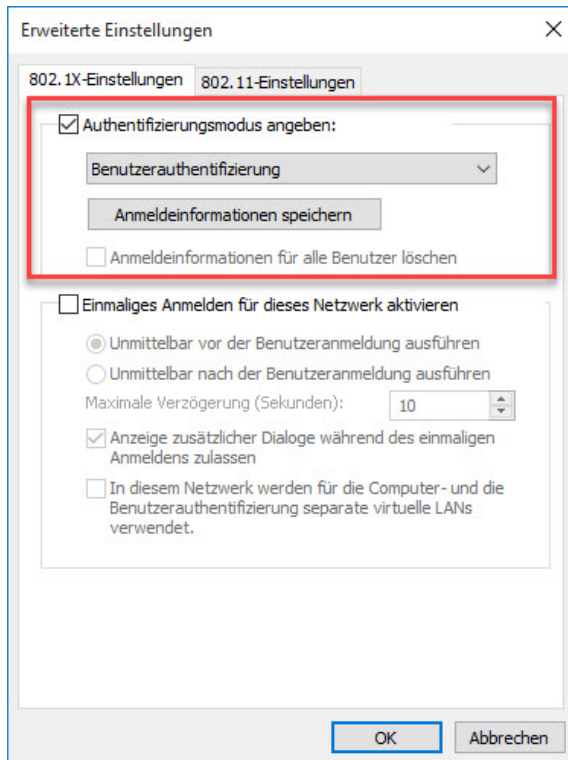 Erweiterte Einstellungen
802.1X-Einstellungen
802.11-Einstellungen
Authentifizierungsmodus angeben:
Benutzerauthentifizierung
Anmeldeinformationen speichern
Anmeldeinformationen für alle Benutzer löschen
Einmaliges Anmelden für dieses Netzwerk aktivieren
Unmittelbar vor der Benutzeranmeldung ausführen
Unmittelbar nach der Benutzeranmeldung ausführen
Maximale Verzögerung (Sekunden):
10
Anzeige zusätzlicher Dialoge während des einmaligen
Anmeldens zulassen
In diesem Netzwerk werden für die Computer- und die
Benutzerauthentifizierung separate virtuelle LANs
verwendet.
OK
Abbrechen